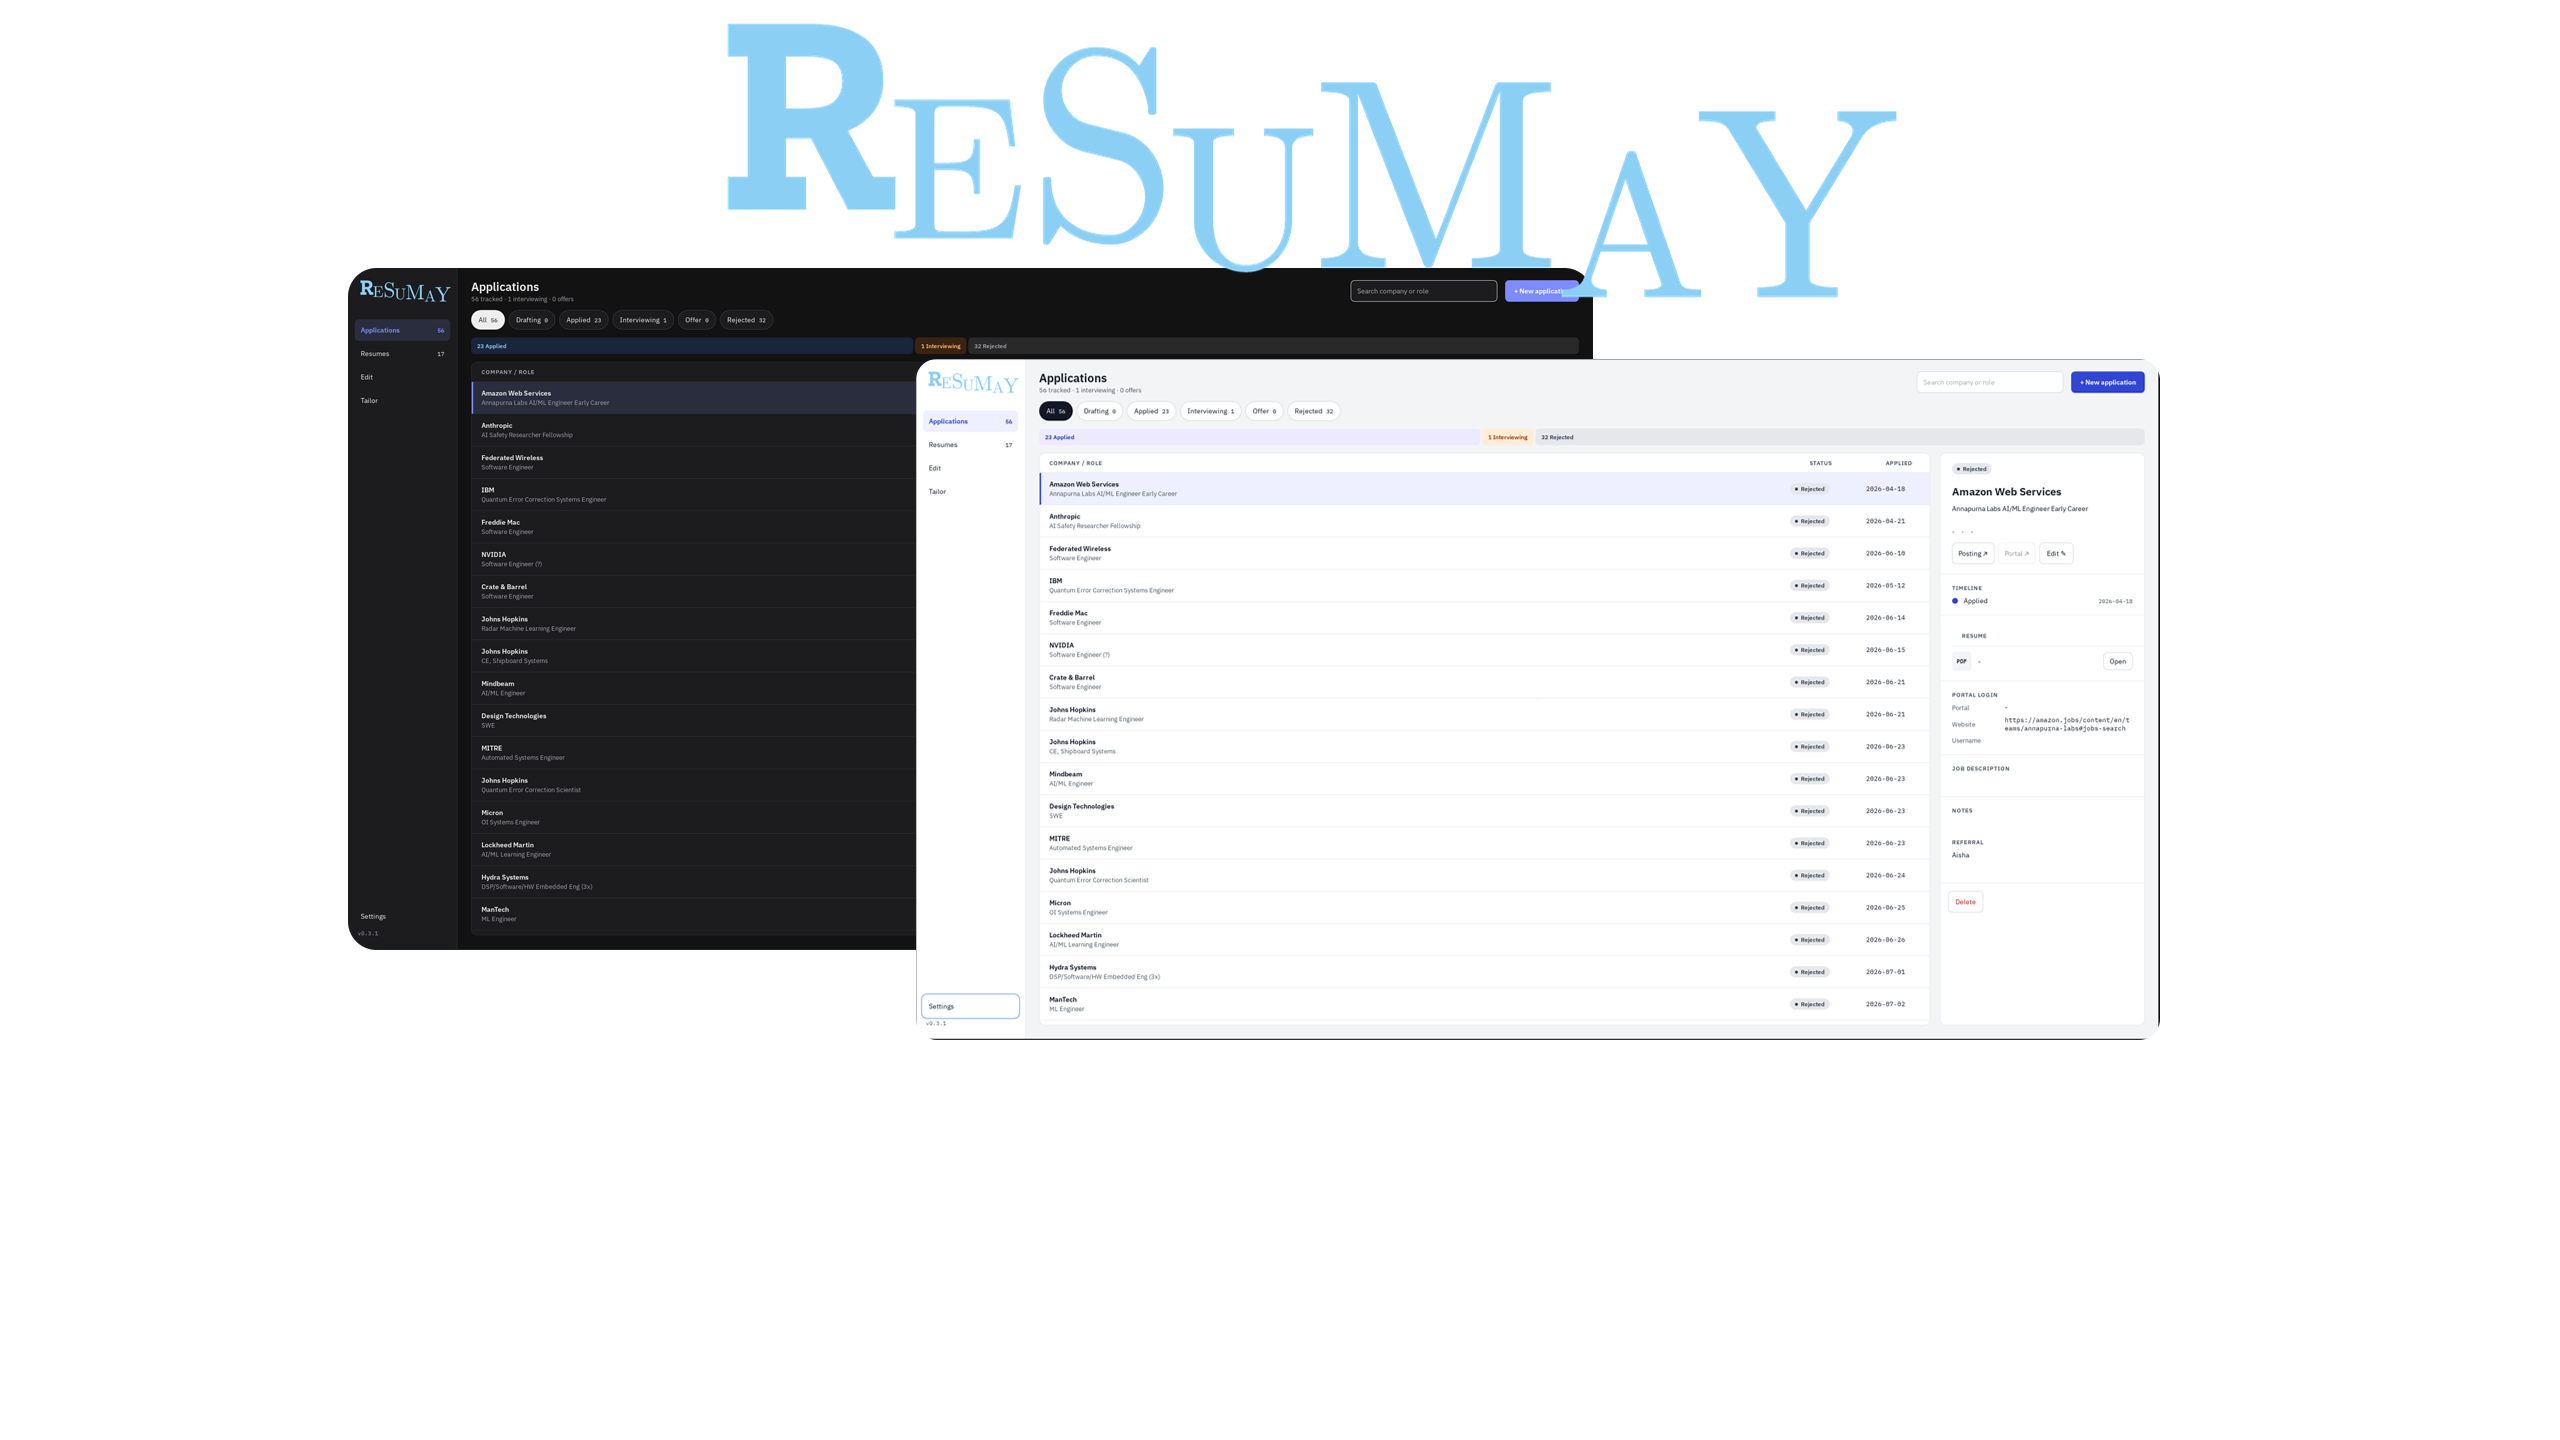 RESUMAY
RESUMAY
Applications 56
Resumes 17
Edit
Tailor
Settings
v0.3.1
Applications
56 tracked · 1 interviewing · 0 offers
Search company or role
+ New applicati
All 56 Drafting 0 Applied 23 Interviewing 1 Offer 0 Rejected 32
23 Applied 1 Interviewing 32 Rejected
COMPANY / ROLE
Amazon Web Services
Annapurna Labs AI/ML Engineer Early Career
Anthropic
AI Safety Researcher Fellowship
Federated Wireless
Software Engineer
IBM
Quantum Error Correction Systems Engineer
Freddie Mac
Software Engineer
NVIDIA
Software Engineer (?)
Crate & Barrel
Software Engineer
Johns Hopkins
Radar Machine Learning Engineer
Johns Hopkins
CE, Shipboard Systems
Mindbeam
AI/ML Engineer
Design Technologies
SWE
MITRE
Automated Systems Engineer
Johns Hopkins
Quantum Error Correction Scientist
Micron
OI Systems Engineer
Lockheed Martin
AI/ML Learning Engineer
Hydra Systems
DSP/Software/HW Embedded Eng (3x)
ManTech
ML Engineer
RESUMAY
Applications 56
Resumes 17
Edit
Tailor
Settings
v0.3.1
Applications
56 tracked · 1 interviewing · 0 offers
Search company or role
+ New application
All 56 Drafting 0 Applied 23 Interviewing 1 Offer 0 Rejected 32
23 Applied 1 Interviewing 32 Rejected
COMPANY / ROLE STATUS APPLIED
Amazon Web Services
Annapurna Labs AI/ML Engineer Early Career
Rejected 2026-04-18
Anthropic
AI Safety Researcher Fellowship
Rejected 2026-04-21
Federated Wireless
Software Engineer
Rejected 2026-06-10
IBM
Quantum Error Correction Systems Engineer
Rejected 2026-05-12
Freddie Mac
Software Engineer
Rejected 2026-06-14
NVIDIA
Software Engineer (?)
Rejected 2026-06-15
Crate & Barrel
Software Engineer
Rejected 2026-06-21
Johns Hopkins
Radar Machine Learning Engineer
Rejected 2026-06-21
Johns Hopkins
CE, Shipboard Systems
Rejected 2026-06-23
Mindbeam
AI/ML Engineer
Rejected 2026-06-23
Design Technologies
SWE
Rejected 2026-06-23
MITRE
Automated Systems Engineer
Rejected 2026-06-23
Johns Hopkins
Quantum Error Correction Scientist
Rejected 2026-06-24
Micron
OI Systems Engineer
Rejected 2026-06-25
Lockheed Martin
AI/ML Learning Engineer
Rejected 2026-06-26
Hydra Systems
DSP/Software/HW Embedded Eng (3x)
Rejected 2026-07-01
ManTech
ML Engineer
Rejected 2026-07-02
Rejected
Amazon Web Services
Annapurna Labs AI/ML Engineer Early Career
- - -
Posting ↗ Portal ↗ Edit ✎
TIMELINE
Applied 2026-04-18
RESUME
PDF - Open
PORTAL LOGIN
Portal -
Website https://amazon.jobs/content/en/t
eams/annapurna-labs#jobs-search
Username
JOB DESCRIPTION
NOTES
REFERRAL
Aisha
Delete